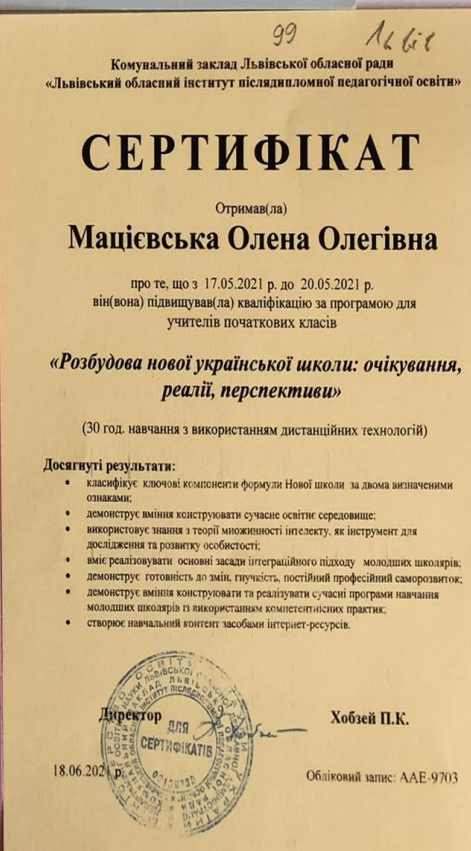 99
Комунальний заклад Львівської обласної ради
«Львівський обласний інститут післядипломної педагогічної освіти»
СЕРТИФІКАТ
Отримав(ла)
Мацієвська Олена Олегівна
про те, що з 17.05.2021 р. до 20.05.2021 р.
він(вона) підвищував(ла) кваліфікацію за програмою для
учителів початкових класів
«Розбудова нової української школи: очікування,
реалії, перспективи»
(30 год. навчання з використанням дистанційних технологій)
Досягнуті результати:
• класифікує ключові компоненти формули Нової школи за двома визначеними
ознаками;
• демонструє вміння конструювати сучасне освітнє середовище;
• використовує знання з теорії множинності інтелекту, як інструмент для
дослідження та розвитку особистості;
• вміє реалізовувати основні засади інтеграційного підходу молодших школярів;
• демонструє готовність до змін, гнучкість, постійний професійний саморозвиток;
• демонструє вміння конструювати та реалізувати сучасні програми навчання
молодших школярів із використанням компетентнісних практик;
• створює навчальний контент засобами інтернет-ресурсів.
Директор
Хобзей П.К.
ДЛЯ
СЕРТИФІКАТІВ
18.06.2021 р.
Обліковий запис: ААЕ-9703